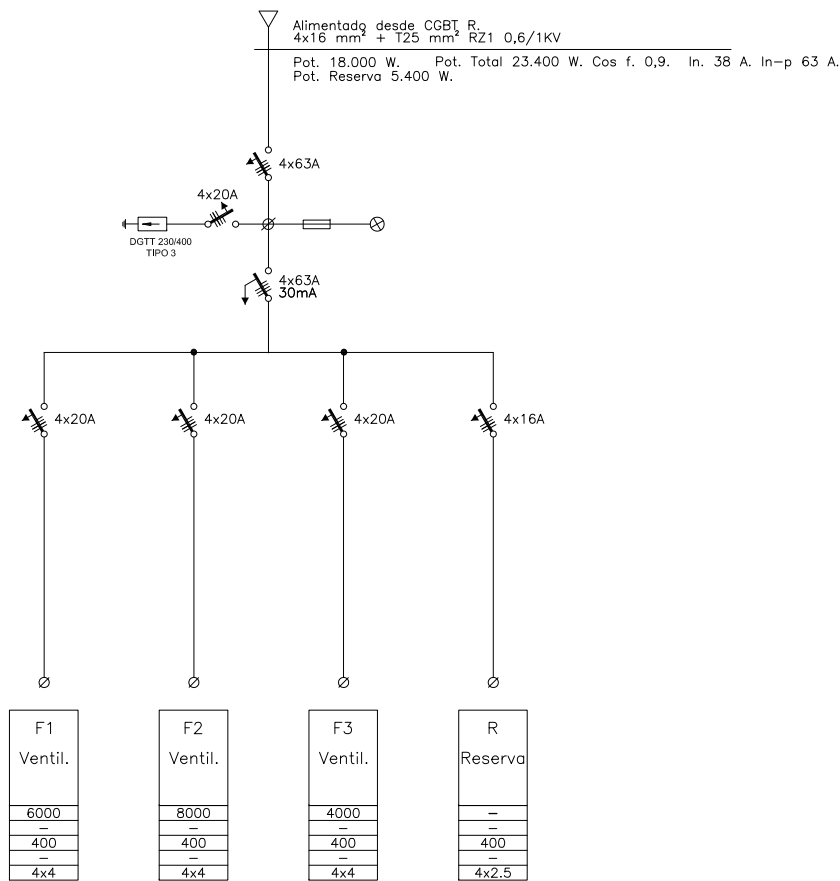 Alimentado desde CGBT R.
4x16 mm² + T25 mm² RZ1 0,6/1KV
Pot. 18.000 W. Pot. Total 23.400 W. Cos f. 0,9. In. 38 A. In-p 63 A.
Pot. Reserva 5.400 W.
4x63A
4x20A
DGTT 230/400
TIPO 3
4x63A
30mA
4x20A 4x20A 4x20A 4x16A
F1 F2 F3 R
Ventil. Ventil. Ventil. Reserva
6000 8000 4000 –
– – – –
400 400 400 400
– – – –
4x4 4x4 4x4 4x2.5